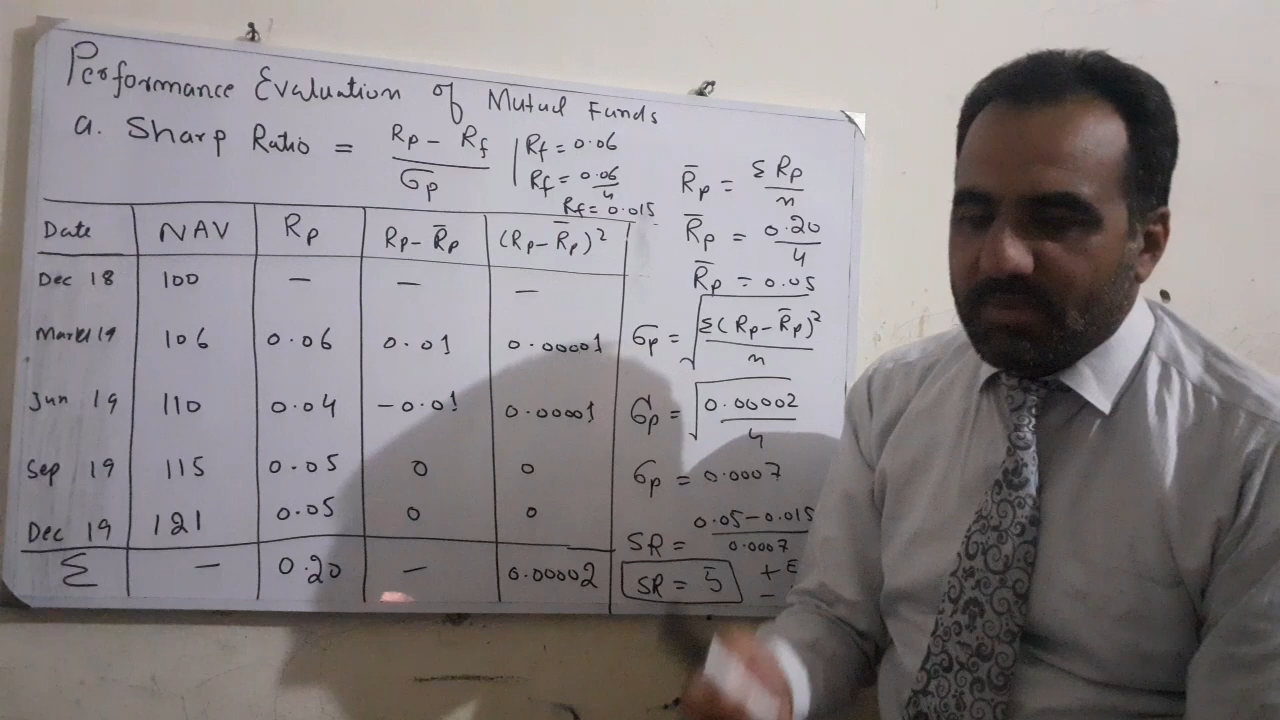 Performance Evaluation of Mutual Funds
a. Sharp Ratio = Rp - Rf / σp
Rf = 0.06
Rf = 0.06/4
Rf = 0.015
Date NAV Rp Rp - R̄p (Rp - R̄p)²
Dec 18 100 — — —
March 19 106 0.06 0.01 0.00001
Jun 19 110 0.04 -0.01 0.00001
Sep 19 115 0.05 0 0
Dec 19 121 0.05 0 0
Σ — 0.20 — 0.00002
R̄p = ΣRp / n
R̄p = 0.20 / 4
R̄p = 0.05
σp = √(Σ(Rp - R̄p)² / n)
σp = √(0.00002 / 4)
σp = 0.0007
SR = 0.05 - 0.015 / 0.0007
SR = 5